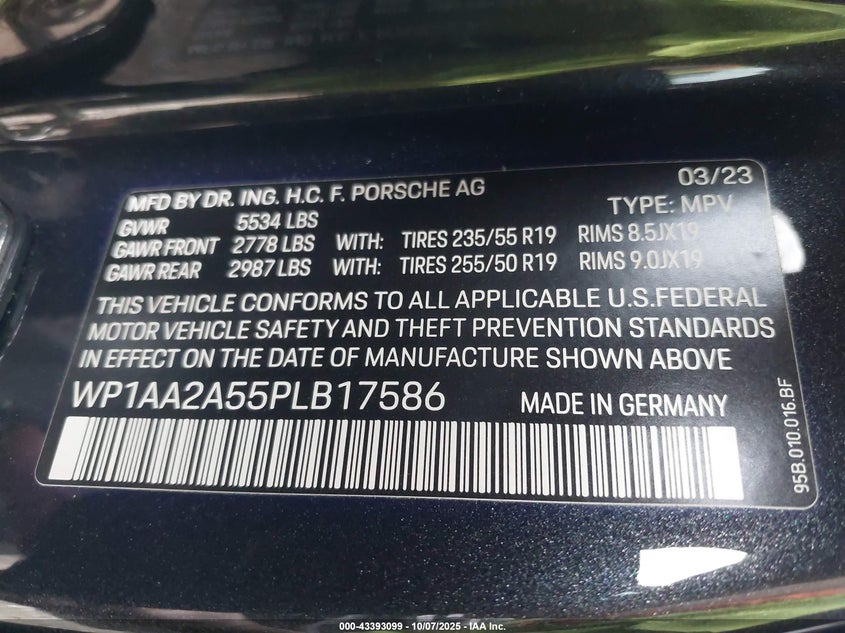 MFD BY DR. ING. H.C. F. PORSCHE AG 03/23
GVWR 5534 LBS TYPE: MPV
GAWR FRONT 2778 LBS WITH: TIRES 235/55 R19 RIMS 8.5JX19
GAWR REAR 2987 LBS WITH: TIRES 255/50 R19 RIMS 9.0JX19
THIS VEHICLE CONFORMS TO ALL APPLICABLE U.S.FEDERAL
MOTOR VEHICLE SAFETY AND THEFT PREVENTION STANDARDS
IN EFFECT ON THE DATE OF MANUFACTURE SHOWN ABOVE
WP1AA2A55PLB17586 MADE IN GERMANY
95B.010.016.BF
000-43393099 - 10/07/2025 - IAA Inc.